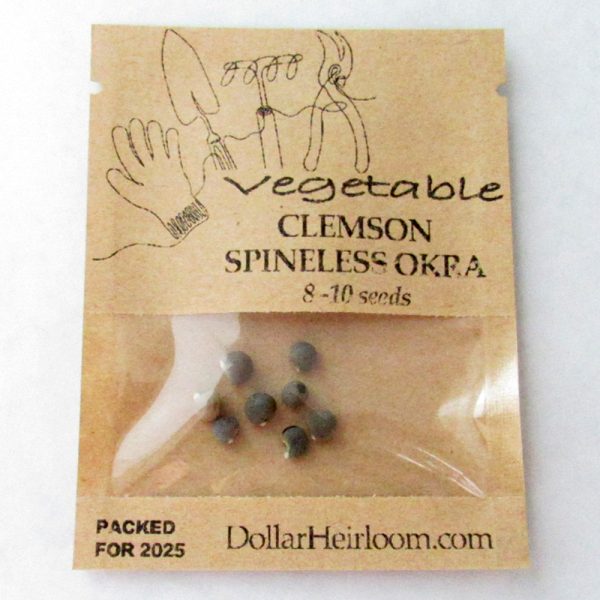 Vegetable
CLEMSON
SPINELESS OKRA
8-10 seeds
PACKED
FOR 2025
DollarHeirloom.com